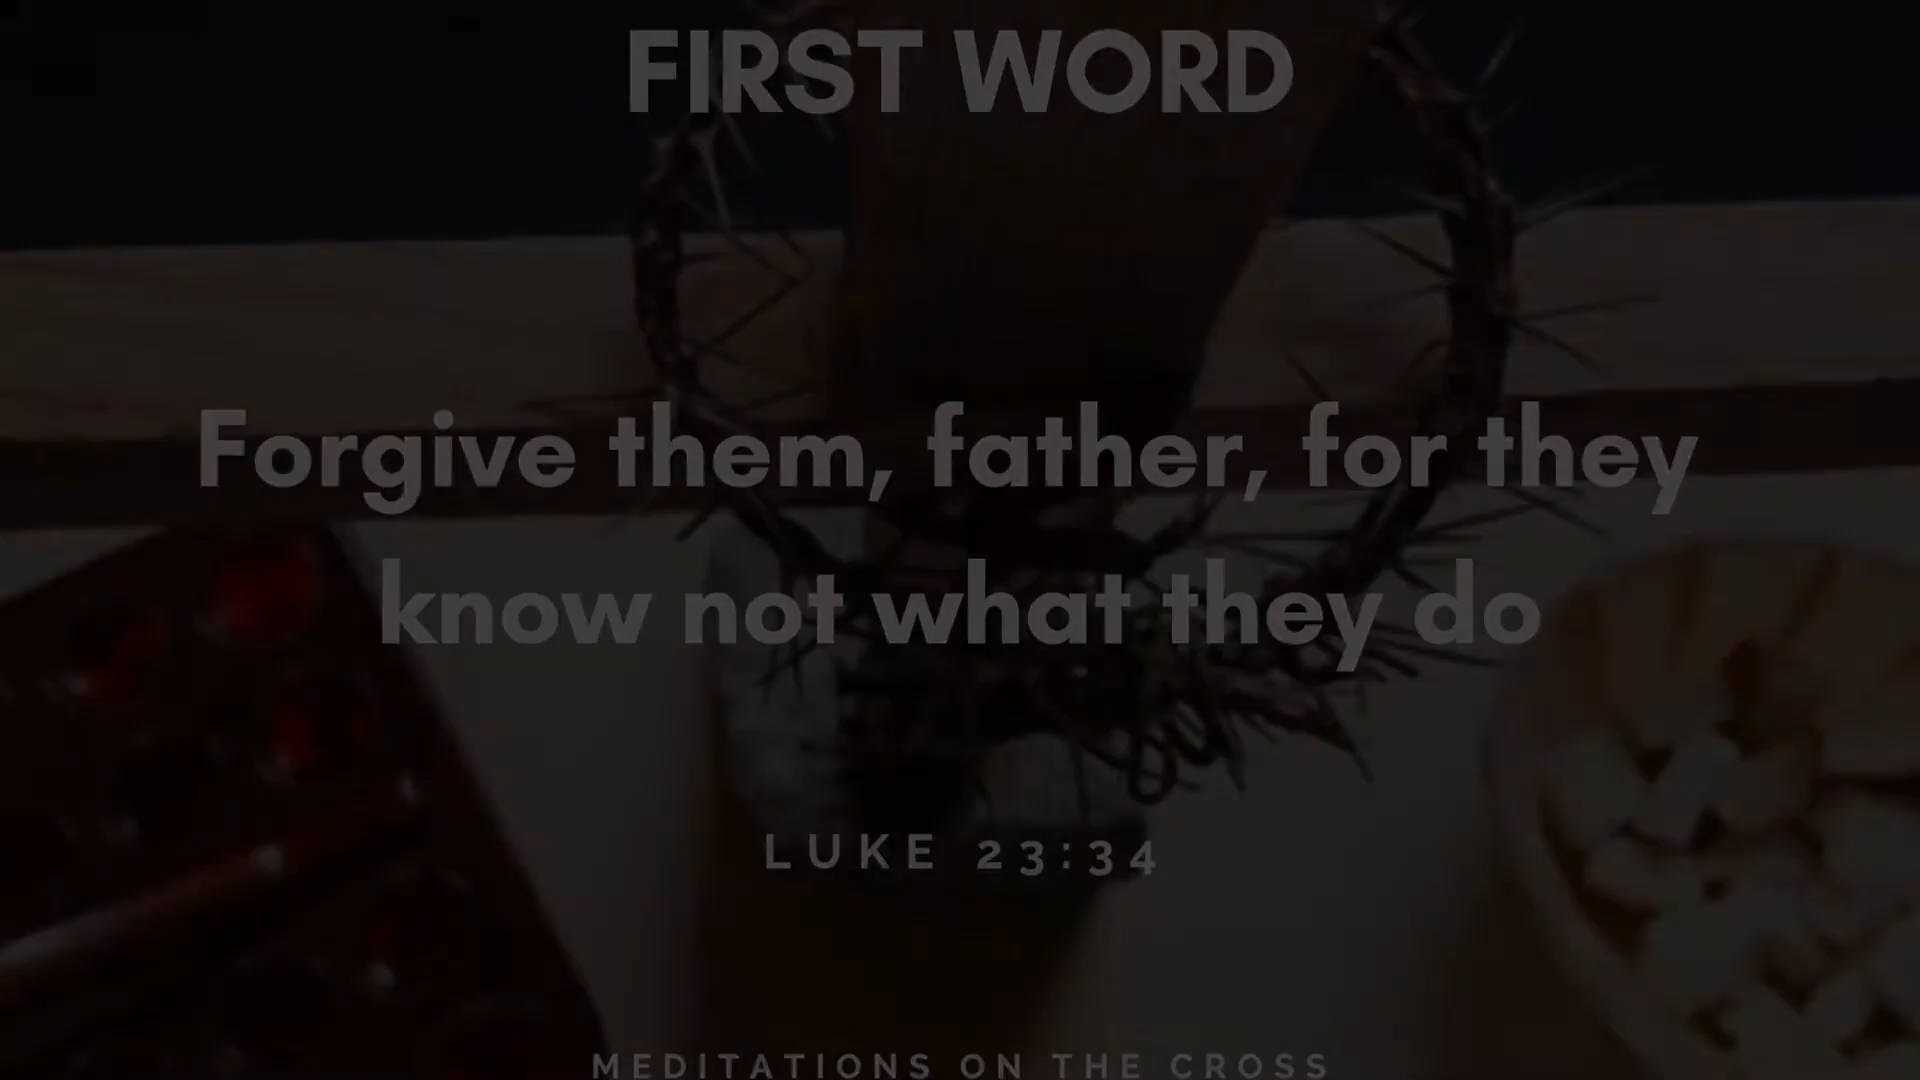 FIRST WORD
Forgive them, father, for they
know not what they do
LUKE 23:34
MEDITATIONS ON THE CROSS